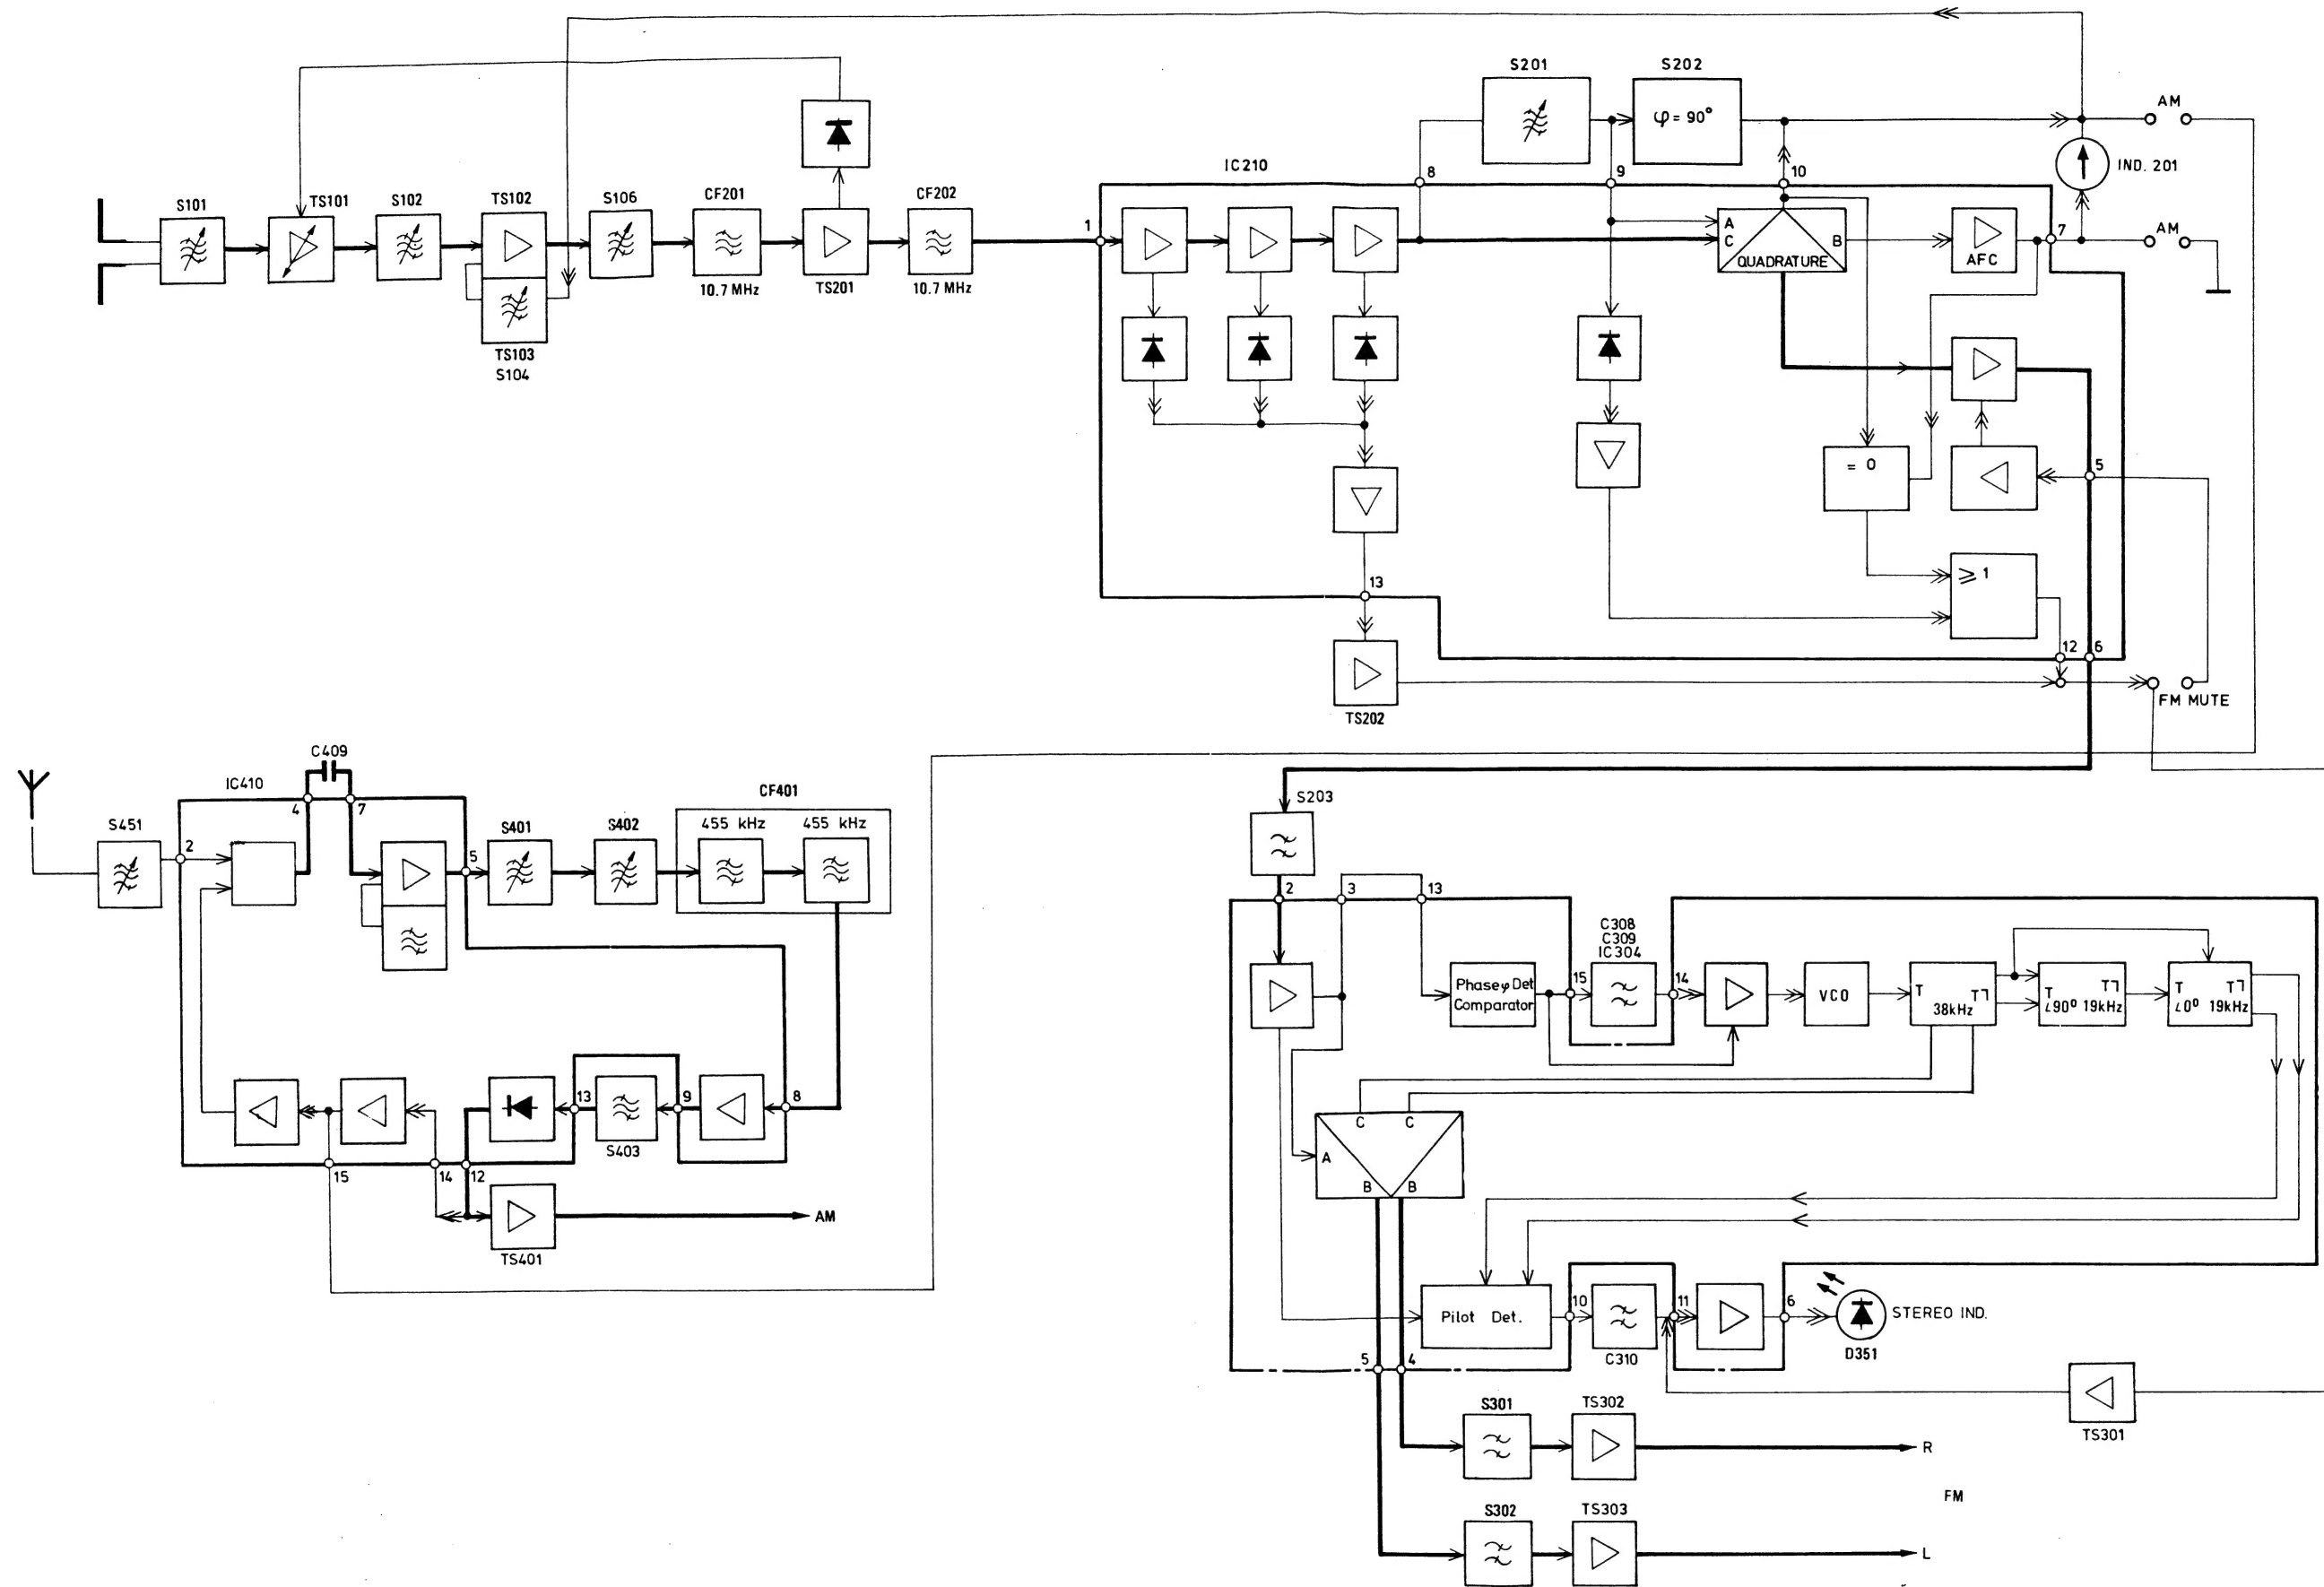 S201 S202
AM
φ = 90°
IC210
8 9 10
IND. 201
S101 TS101 S102 TS102 S106 CF201 CF202
1
A
C
B
QUADRATURE
AFC
7
AM
10.7 MHz TS201 10.7 MHz
TS103
S104
= 0
5
≥ 1
13
12 6
FM MUTE
TS202
C409
IC410
4 7
CF401
S451
S401 S402 455 kHz 455 kHz
2
5
S203
2 3 13
C308
C309
IC304
Phase φ Det
Comparator
15 14
VCO
T T
38kHz
T T
∠90° 19kHz
T T
∠0° 19kHz
13 9 8
S403
15 14 12
C C
A
B B
TS401
AM
Pilot Det.
10 11 6
STEREO IND.
C310
D351
5 4
S301 TS302
R
TS301
FM
S302 TS303
L